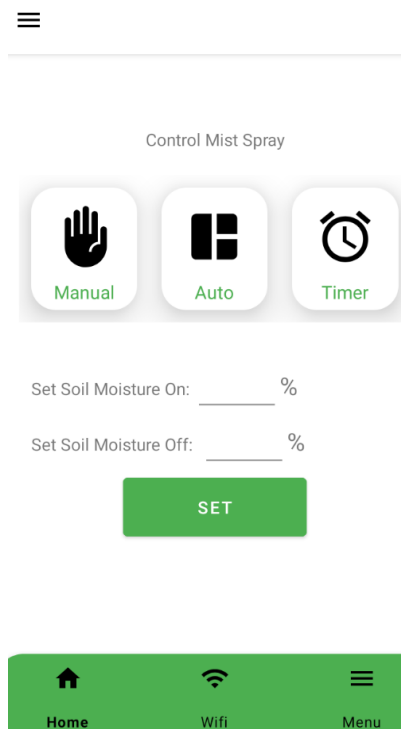 Control Mist Spray
Manual Auto Timer
Set Soil Moisture On: %
Set Soil Moisture Off: %
SET
Home Wifi Menu